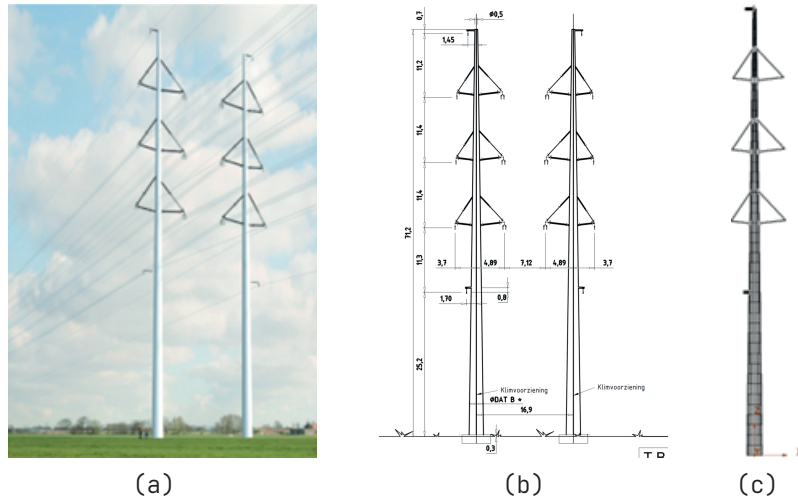 0,7
Ø0,5
1,45
11,2
11,4
11,4
71,2
11,3
3,7
4,89
7,12
4,89
3,7
1,70
0,8
25,2
Klimvoorziening
Klimvoorziening
ØDAT B *
16,9
0,3
(a)
(b)
(c)